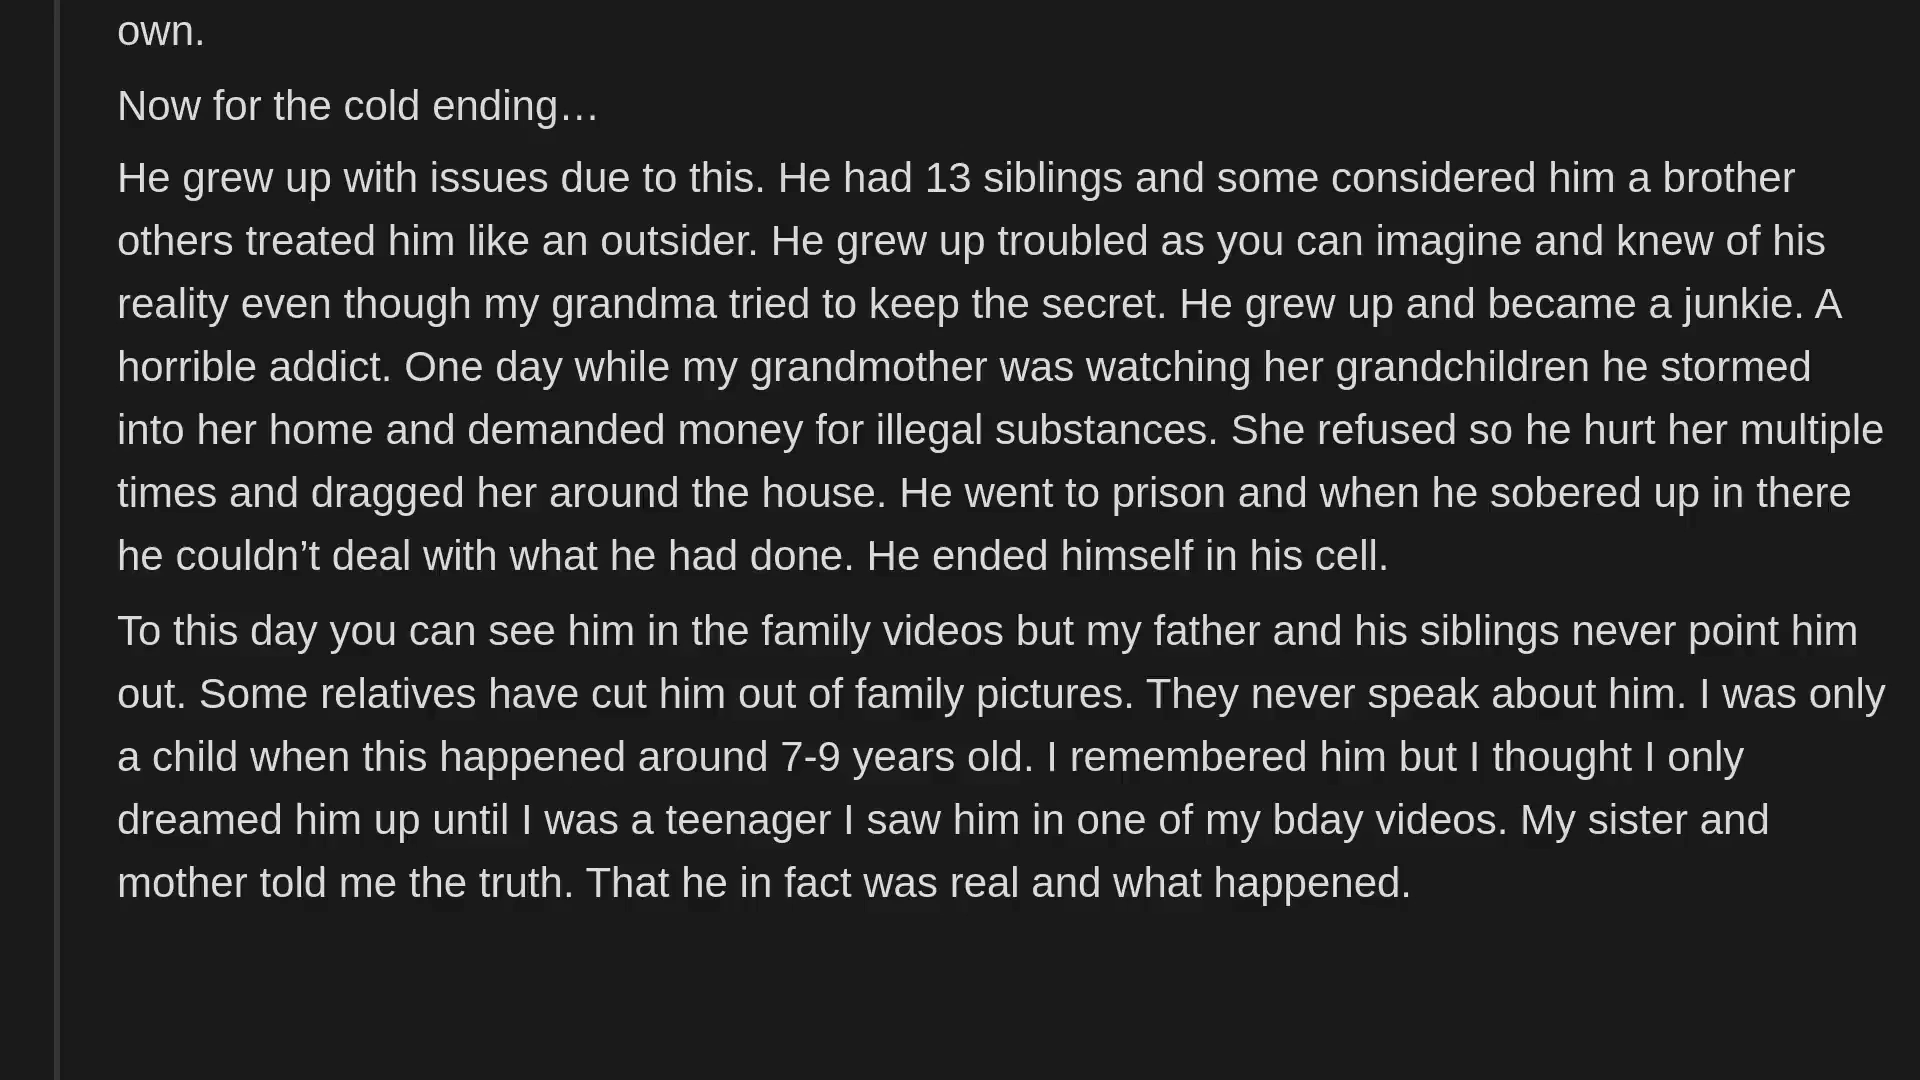 own.
Now for the cold ending…
He grew up with issues due to this. He had 13 siblings and some considered him a brother
others treated him like an outsider. He grew up troubled as you can imagine and knew of his
reality even though my grandma tried to keep the secret. He grew up and became a junkie. A
horrible addict. One day while my grandmother was watching her grandchildren he stormed
into her home and demanded money for illegal substances. She refused so he hurt her multiple
times and dragged her around the house. He went to prison and when he sobered up in there
he couldn’t deal with what he had done. He ended himself in his cell.
To this day you can see him in the family videos but my father and his siblings never point him
out. Some relatives have cut him out of family pictures. They never speak about him. I was only
a child when this happened around 7-9 years old. I remembered him but I thought I only
dreamed him up until I was a teenager I saw him in one of my bday videos. My sister and
mother told me the truth. That he in fact was real and what happened.